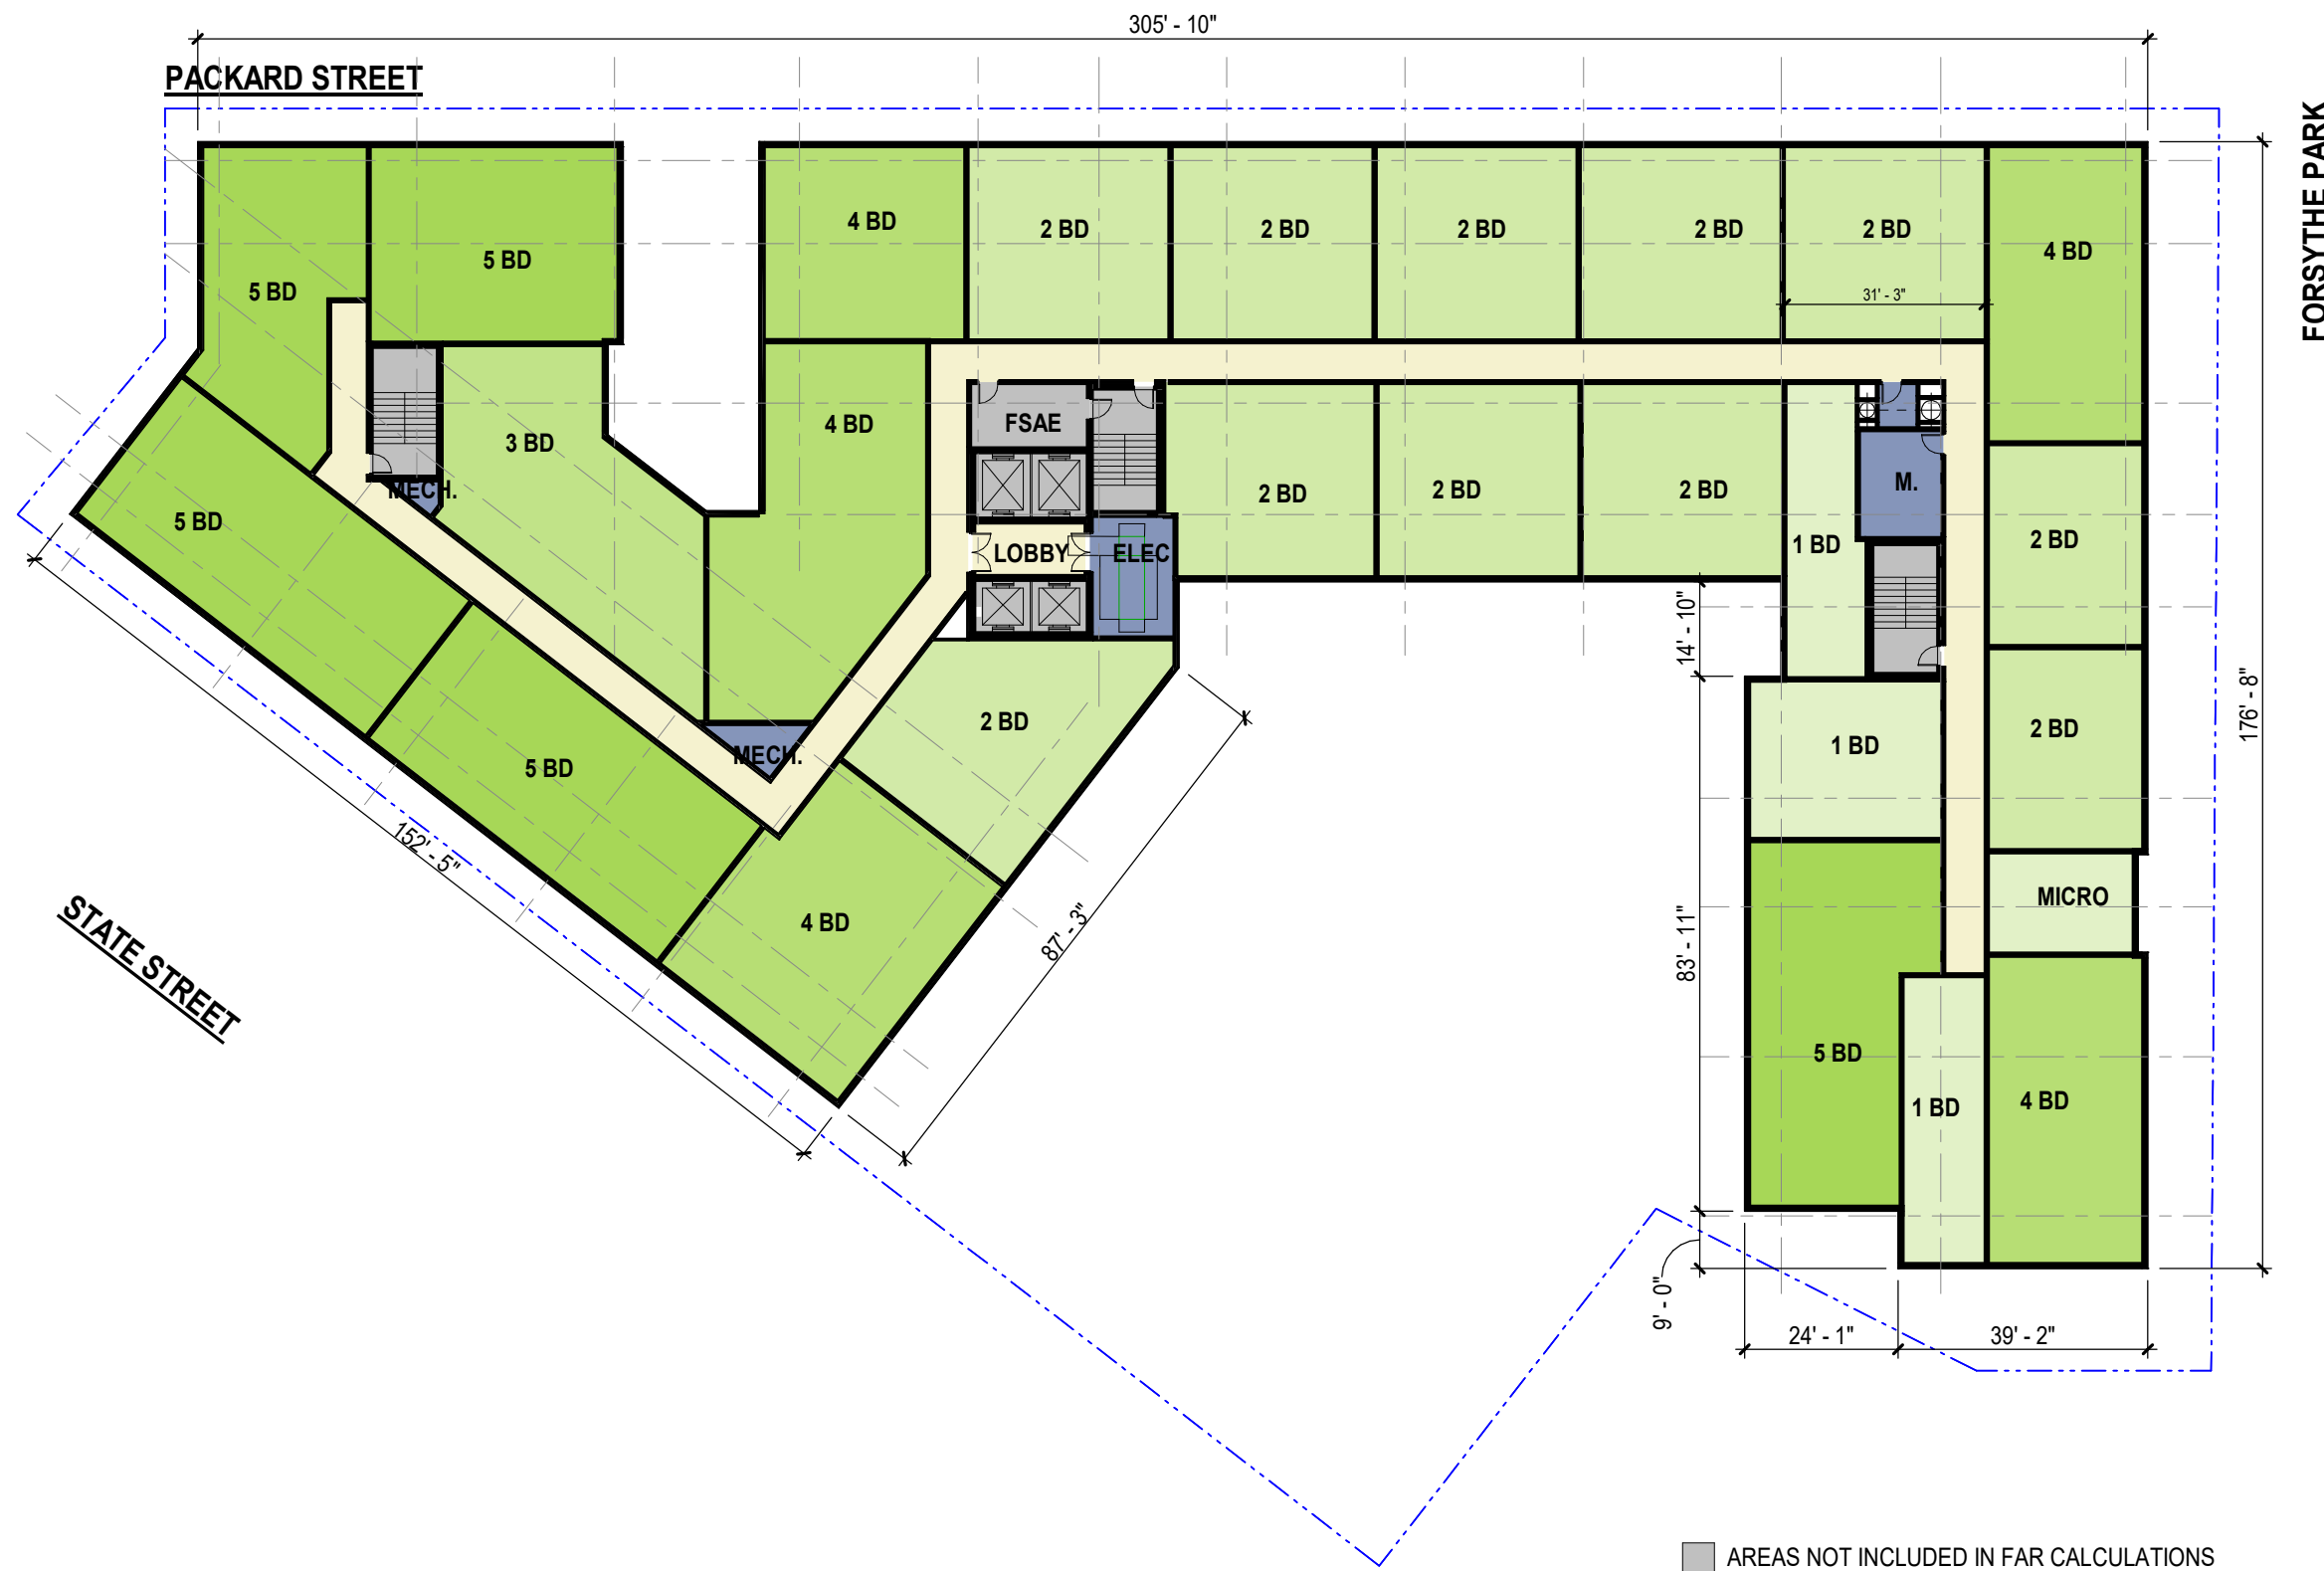 305' - 10"
PACKARD STREET
FORSYTHE PARK
4 BD
2 BD
2 BD
2 BD
2 BD
2 BD
4 BD
5 BD
5 BD
31' - 3"
3 BD
4 BD
FSAE
MECH.
5 BD
2 BD
2 BD
2 BD
M.
1 BD
2 BD
LOBBY
ELEC
14' - 10"
176' - 8"
2 BD
MECH.
5 BD
1 BD
2 BD
152' - 5"
4 BD
87' - 3"
83' - 11"
MICRO
STATE STREET
5 BD
1 BD
4 BD
9' - 0"
24' - 1"
39' - 2"
AREAS NOT INCLUDED IN FAR CALCULATIONS